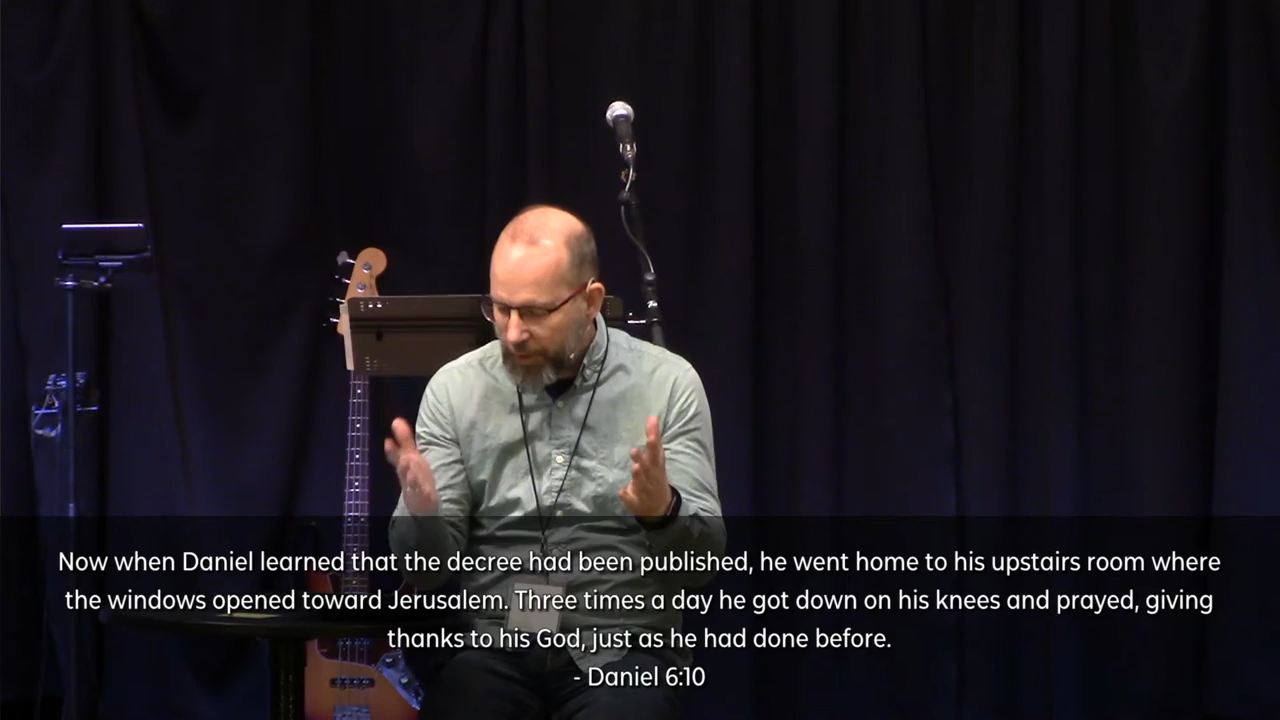 Now when Daniel learned that the decree had been published, he went home to his upstairs room where
the windows opened toward Jerusalem. Three times a day he got down on his knees and prayed, giving
thanks to his God, just as he had done before.
- Daniel 6:10